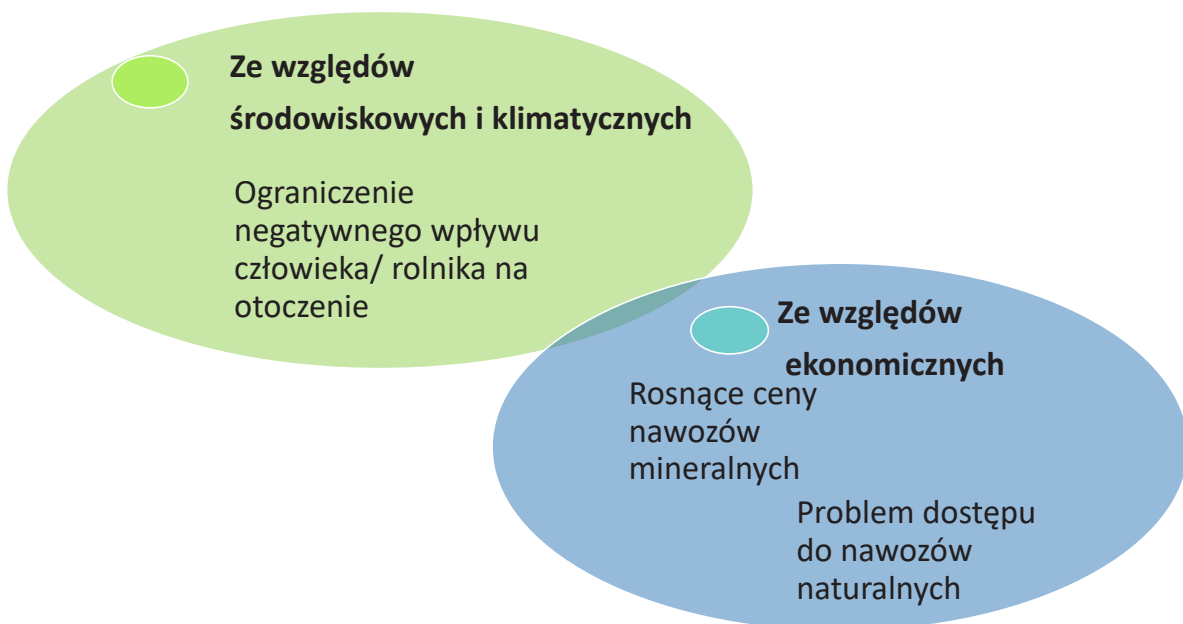 Ze względów
środowiskowych i klimatycznych
Ograniczenie
negatywnego wpływu
człowieka/ rolnika na
otoczenie
Ze względów
ekonomicznych
Rosnące ceny
nawozów
mineralnych
Problem dostępu
do nawozów
naturalnych